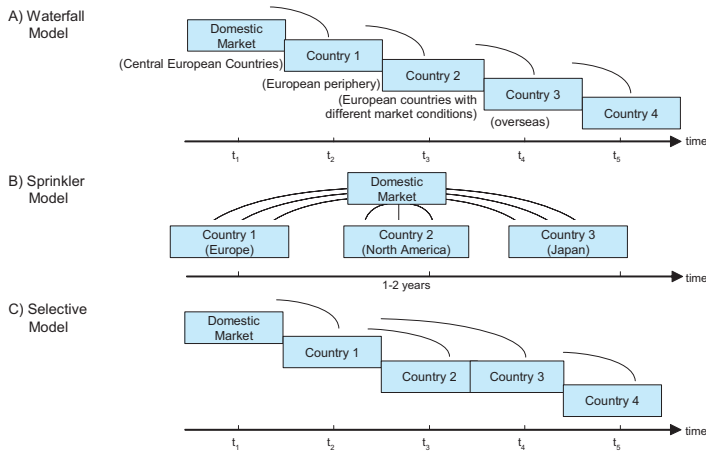 A) Waterfall
Model
Domestic
Market
(Central European Countries)
Country 1
(European periphery)
Country 2
(European countries with
different market conditions)
Country 3
(overseas)
Country 4
time
t1
t2
t3
t4
t5
B) Sprinkler
Model
Domestic
Market
Country 1
(Europe)
Country 2
(North America)
Country 3
(Japan)
time
1-2 years
C) Selective
Model
Domestic
Market
Country 1
Country 2
Country 3
Country 4
time
t1
t2
t3
t4
t5